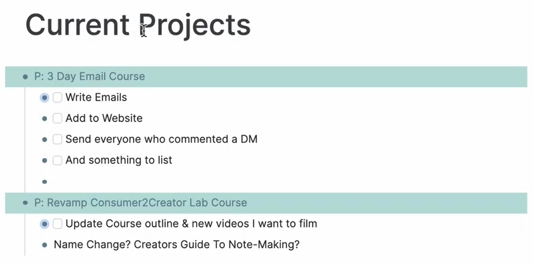 Current Projects
P: 3 Day Email Course
Write Emails
Add to Website
Send everyone who commented a DM
And something to list
P: Revamp Consumer2Creator Lab Course
Update Course outline & new videos I want to film
Name Change? Creators Guide To Note-Making?